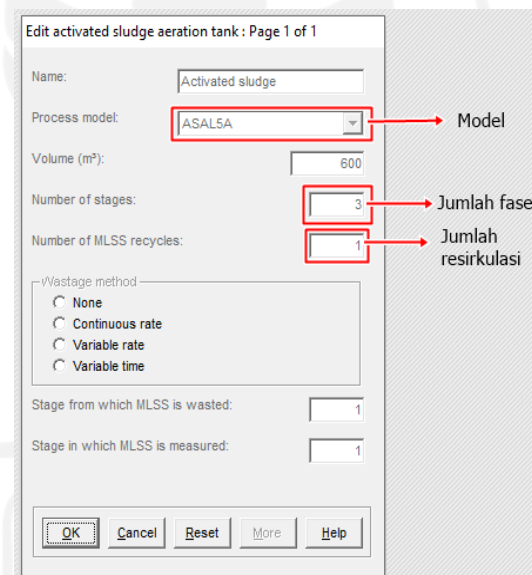 Edit activated sludge aeration tank : Page 1 of 1
Name: Activated sludge
Process model: ASAL5A
Model
Volume (m³): 600
Number of stages: 3
Jumlah fase
Number of MLSS recycles: 1
Jumlah
resirkulasi
Wastage method
None
Continuous rate
Variable rate
Variable time
Stage from which MLSS is wasted: 1
Stage in which MLSS is measured: 1
OK Cancel Reset More Help